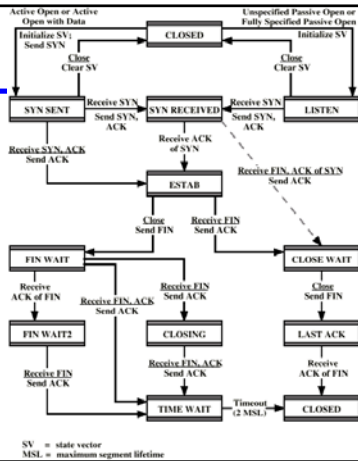 Active Open or Active
Open with Data
Unspecified Passive Open or
Fully Specified Passive Open
Initialize SV;
Send SYN
CLOSED
Initialize SV
Close
Clear SV
Close
Clear SV
SYN SENT
Receive SYN
Send SYN,
ACK
SYN RECEIVED
Receive SYN
Send SYN,
ACK
LISTEN
Receive SYN, ACK
Send ACK
Receive ACK
of SYN
Receive FIN, ACK of SYN
Send ACK
ESTAB
Close
Send FIN
Receive FIN
Send ACK
FIN WAIT
CLOSE WAIT
Receive
ACK of FIN
Receive FIN, ACK
Send ACK
Receive FIN
Send ACK
Close
Send FIN
FIN WAIT2
CLOSING
LAST ACK
Receive FIN
Send ACK
Receive FIN, ACK
Send ACK
Receive
ACK of FIN
TIME WAIT
Timeout
(2 MSL)
CLOSED
SV = state vector
MSL = maximum segment lifetime